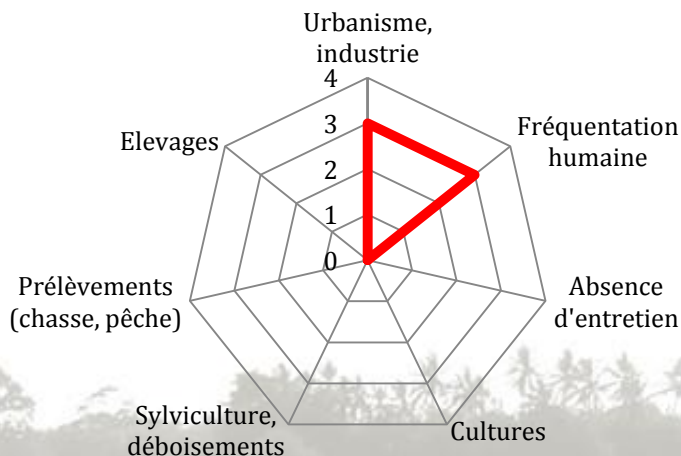 Urbanisme,
industrie
4
3
2
1
0
Fréquentation
humaine
Absence
d'entretien
Cultures
Sylviculture,
déboisements
Prélèvements
(chasse, pêche)
Elevages